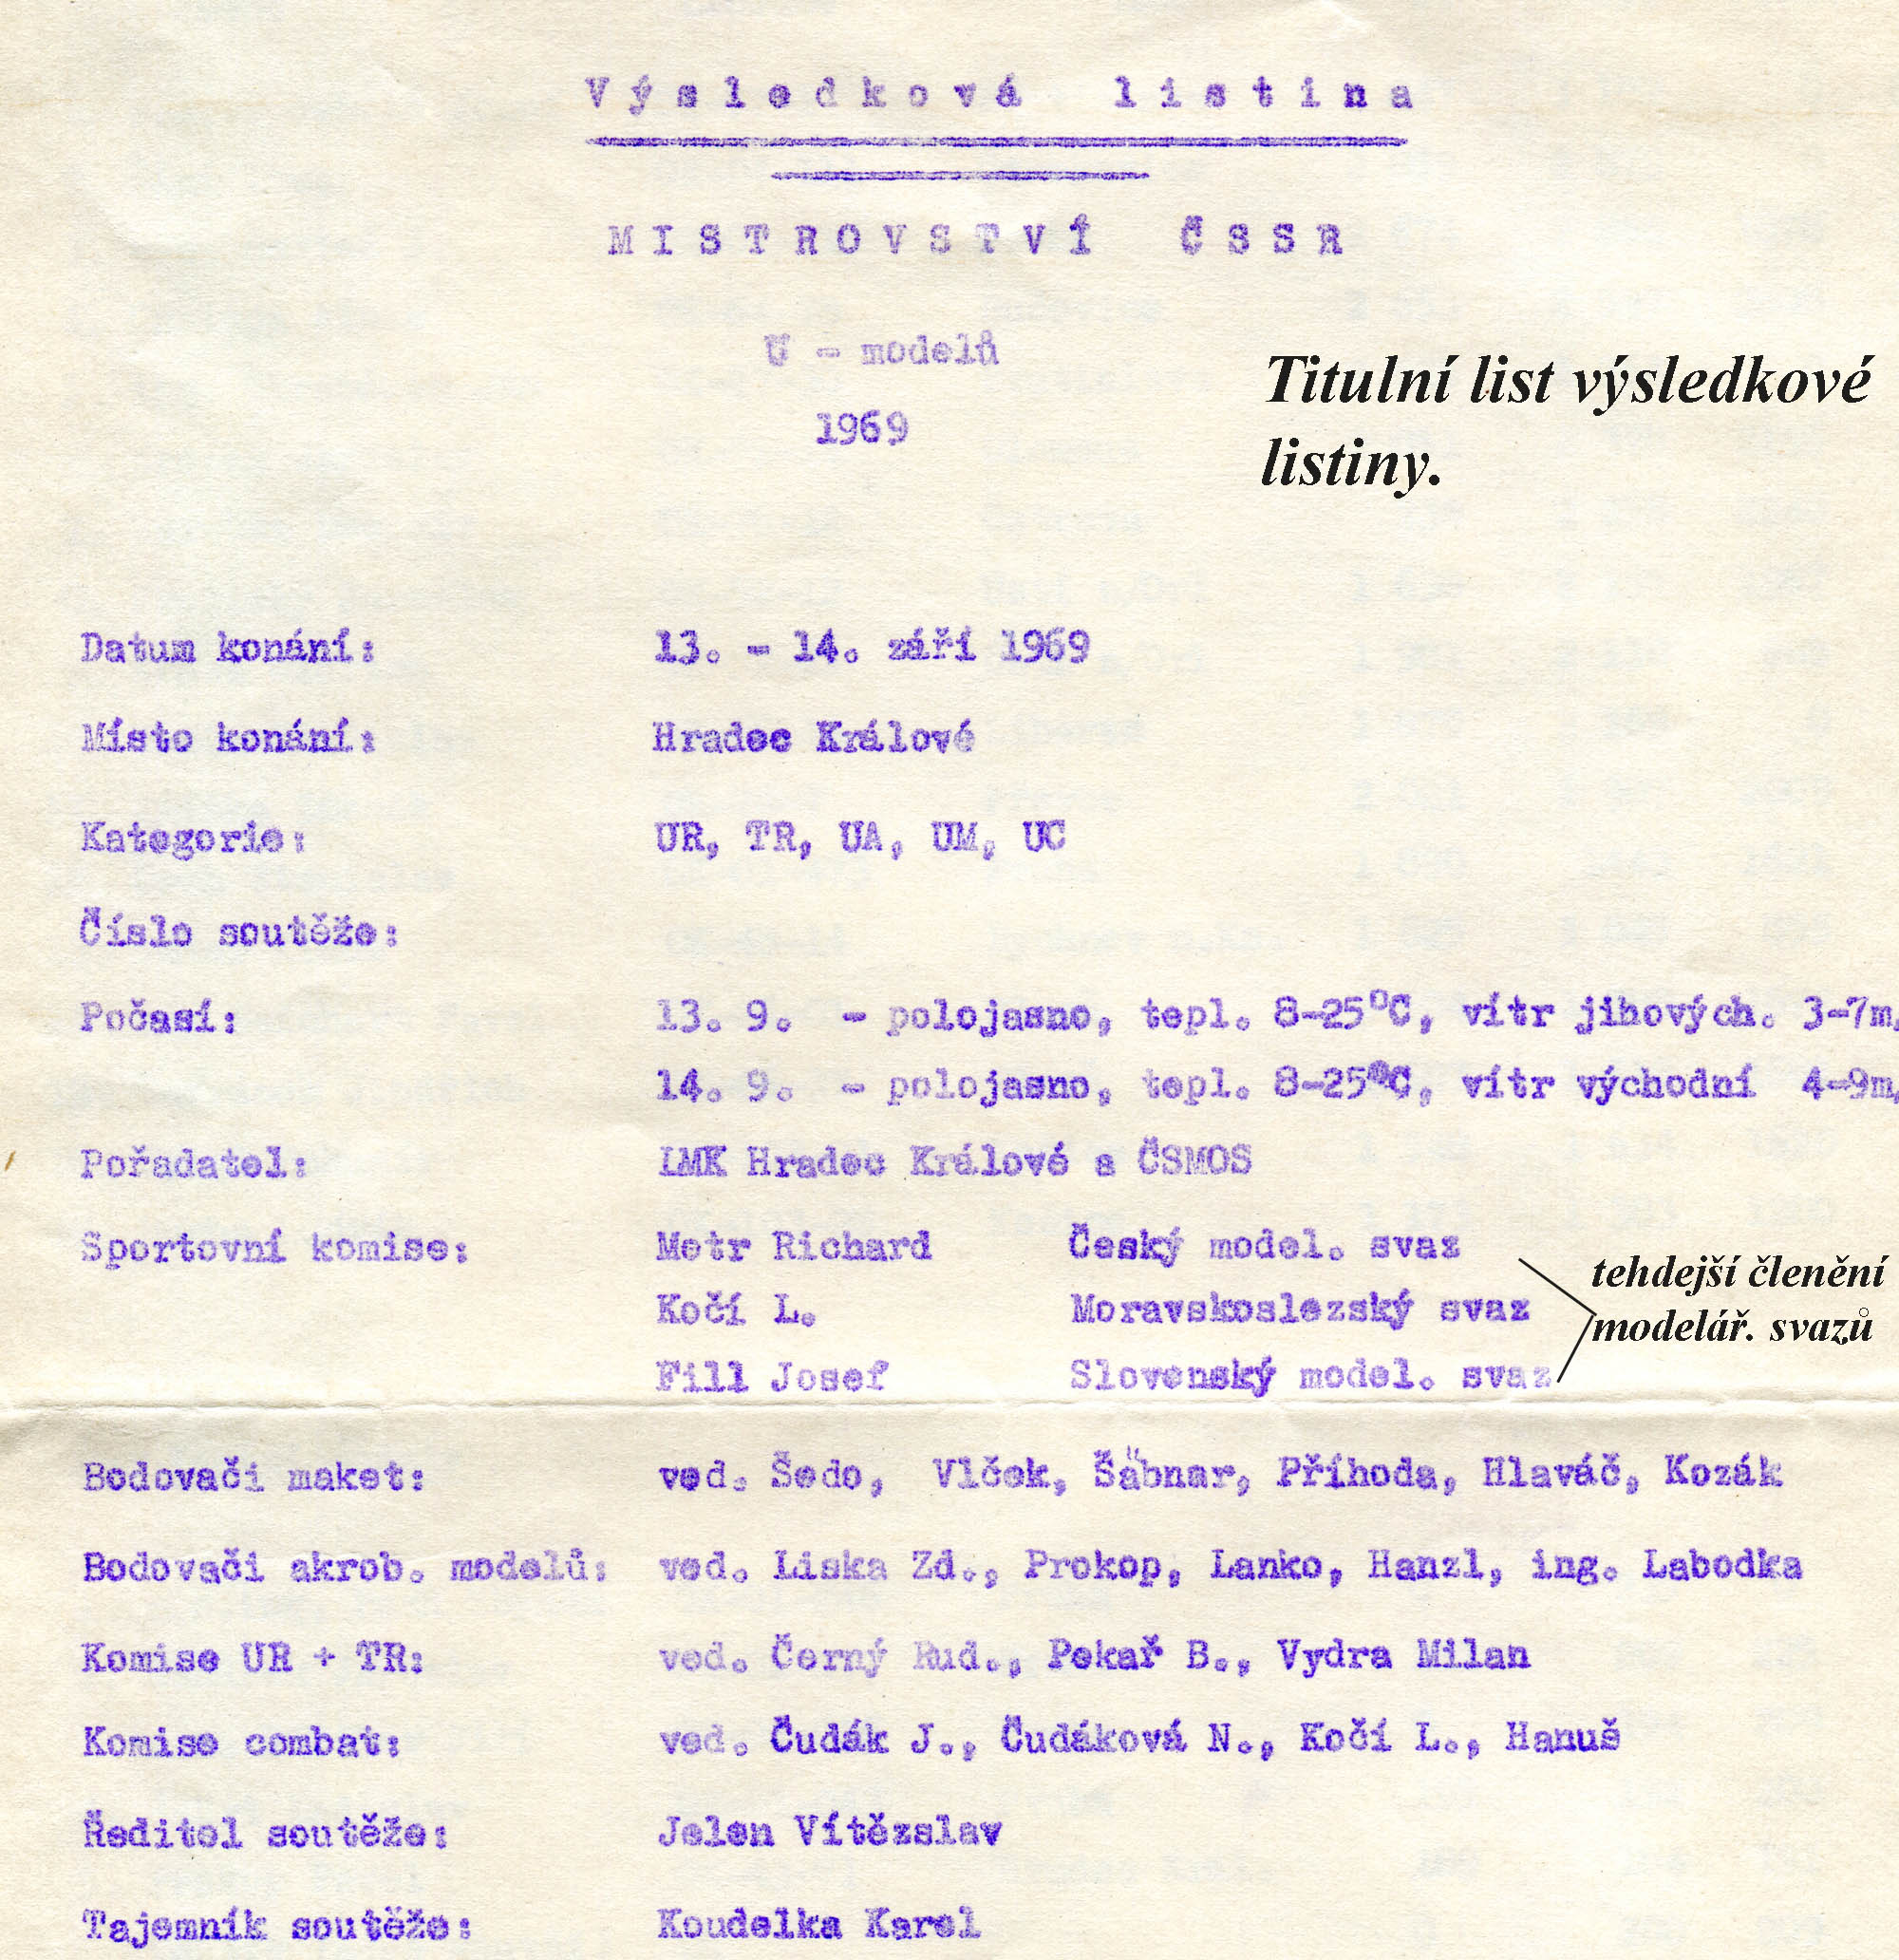 Výsledková listina
MISTROVSTVÍ ČSSR
U - modelů
1969
Titulní list výsledkové
listiny.
Datum konání: 13. - 14. září 1969
Místo konání: Hradec Králové
Kategorie: UR, TR, UA, UM, UC
Číslo soutěže:
Počasí: 13. 9. - polojasno, tepl. 8-25°C, vítr jihových. 3-7m/
14. 9. - polojasno, tepl. 8-25°C, vítr východní 4-9m/
Pořadatel: LMK Hradec Králové a ČSMOS
Sportovní komise: Metr Richard Český model. svaz
Kočí L. Moravskoslezský svaz
Fill Josef Slovenský model. svaz
tehdejší členění
modelář. svazů
Bodovači maket: ved. Šedo, Vlček, Šäbnar, Příhoda, Hlaváč, Kozák
Bodovači akrob. modelů: ved. Liska Zd., Prokop, Lanko, Hanzl, ing. Labodka
Komise UR + TR: ved. Černý Rud., Pekař B., Vydra Milan
Komise combat: ved. Čudák J., Čudáková N., Kočí L., Hanuš
Ředitel soutěže: Jelen Vítězslav
Tajemník soutěže: Koudelka Karel